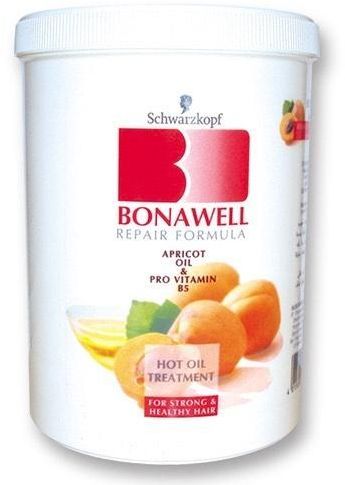 Schwarzkopf
BONAWELL
REPAIR FORMULA
APRICOT
OIL
&
PRO VITAMIN
B5
HOT OIL
TREATMENT
FOR STRONG &
HEALTHY HAIR